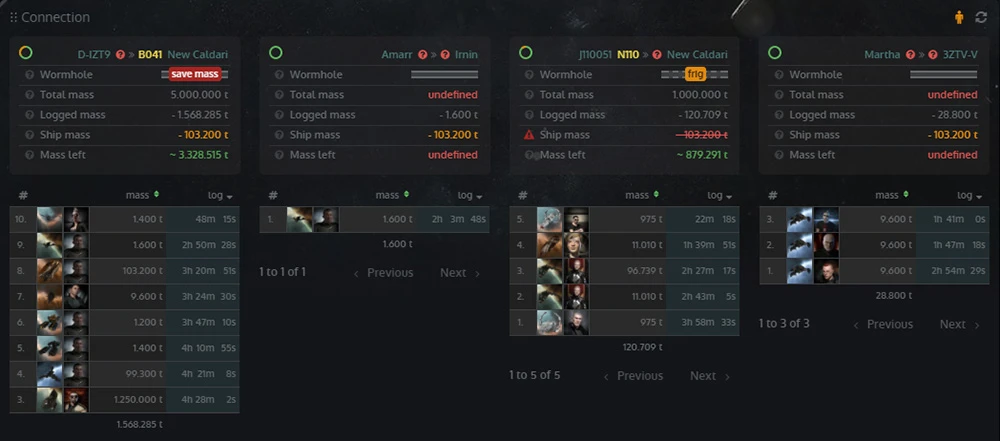 Connection
D-IZT9 » B041 New Caldari
Wormhole save mass
Total mass 5.000.000 t
Logged mass - 1.568.285 t
Ship mass - 103.200 t
Mass left ~ 3.328.515 t
# mass log
10. 1.400 t 48m 15s
9. 1.600 t 2h 50m 28s
8. 103.200 t 3h 20m 51s
7. 9.600 t 3h 24m 30s
6. 1.200 t 3h 47m 10s
5. 1.400 t 4h 10m 55s
4. 99.300 t 4h 21m 8s
3. 1.250.000 t 4h 28m 2s
1.568.285 t
Amarr » Irnin
Wormhole
Total mass undefined
Logged mass - 1.600 t
Ship mass - 103.200 t
Mass left undefined
# mass log
1. 1.600 t 2h 3m 48s
1.600 t
1 to 1 of 1 ‹ Previous Next ›
J110051 N110 » New Caldari
Wormhole frig
Total mass 1.000.000 t
Logged mass - 120.709 t
Ship mass - 103.200 t
Mass left ~ 879.291 t
# mass log
5. 975 t 22m 18s
4. 11.010 t 1h 39m 51s
3. 96.739 t 2h 27m 17s
2. 11.010 t 2h 43m 5s
1. 975 t 3h 58m 33s
120.709 t
1 to 5 of 5 ‹ Previous Next ›
Martha » 3ZTV-V
Wormhole
Total mass undefined
Logged mass - 28.800 t
Ship mass - 103.200 t
Mass left undefined
# mass log
3. 9.600 t 1h 41m 0s
2. 9.600 t 1h 47m 18s
1. 9.600 t 2h 54m 29s
28.800 t
1 to 3 of 3 ‹ Previous Next ›